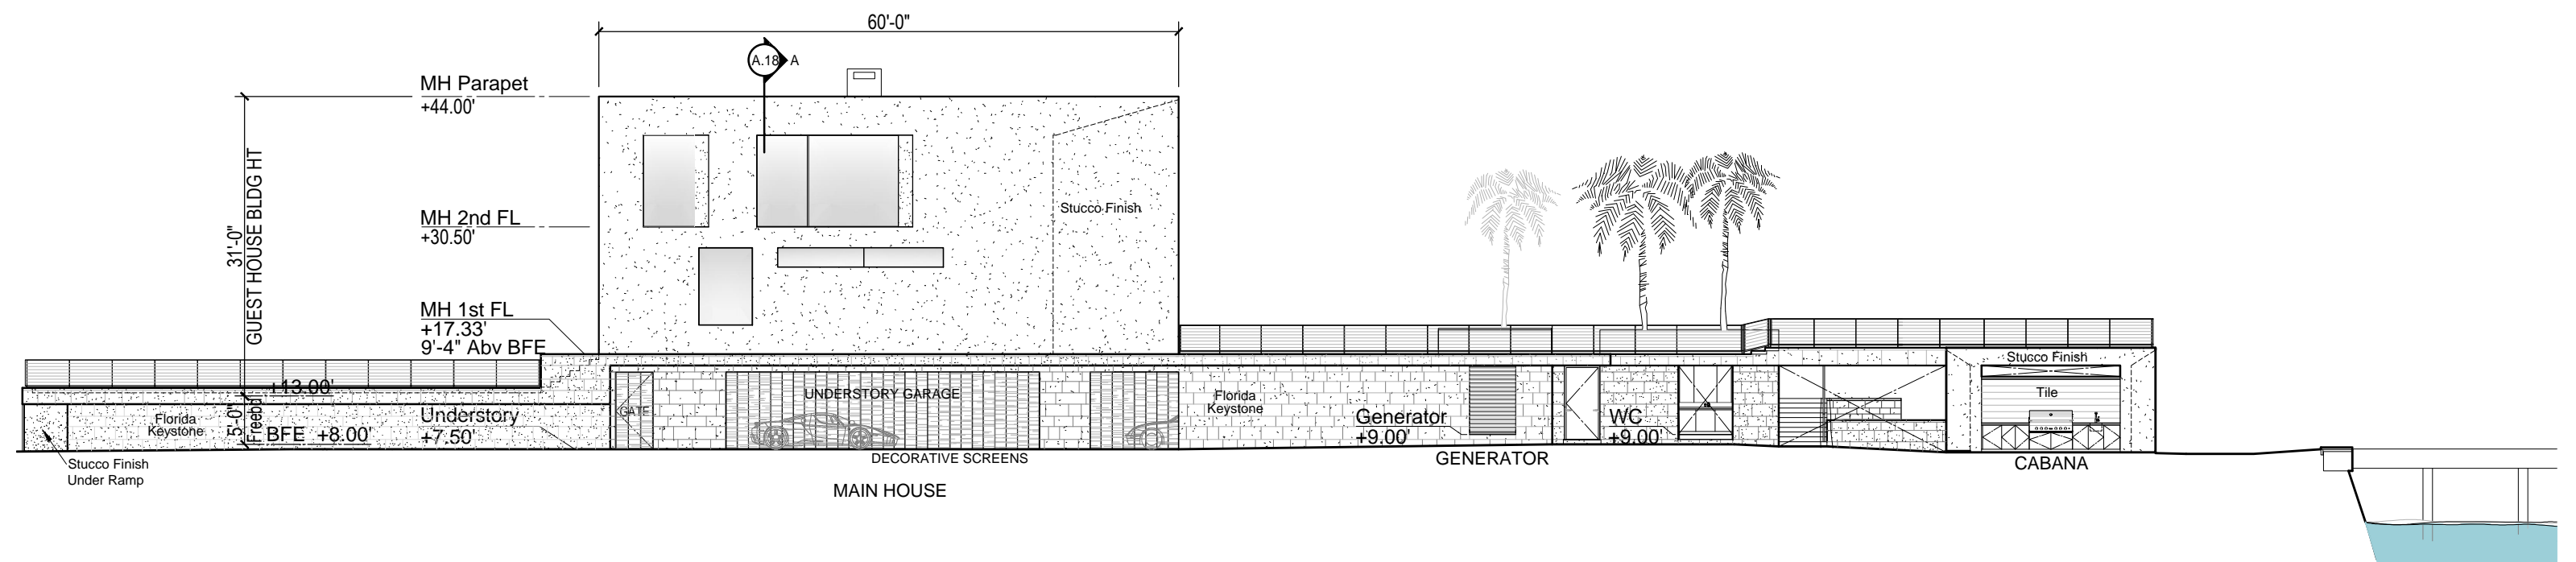 60'-0"
A.18 A
MH Parapet
+44.00'
MH 2nd FL
+30.50'
31'-0"
GUEST HOUSE BLDG HT
Stucco Finish
MH 1st FL
+17.33'
9'-4" Abv BFE
+13.00'
5'-0"
Freebd
BFE +8.00'
Understory
+7.50'
Florida
Keystone
Stucco Finish
Under Ramp
GATE
UNDERSTORY GARAGE
DECORATIVE SCREENS
MAIN HOUSE
Florida
Keystone
Generator
+9.00'
GENERATOR
WC
+9.00'
Stucco Finish
Tile
CABANA